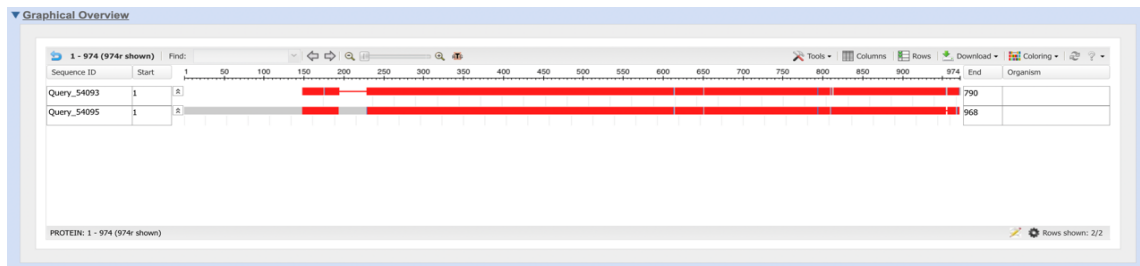 Graphical Overview
1 - 974 (974r shown) Find: Tools Columns Rows Download Coloring ?
Sequence ID Start 1 50 100 150 200 250 300 350 400 450 500 550 600 650 700 750 800 850 900 974 End Organism
Query_54093 1 790
Query_54095 1 968
PROTEIN: 1 - 974 (974r shown) Rows shown: 2/2